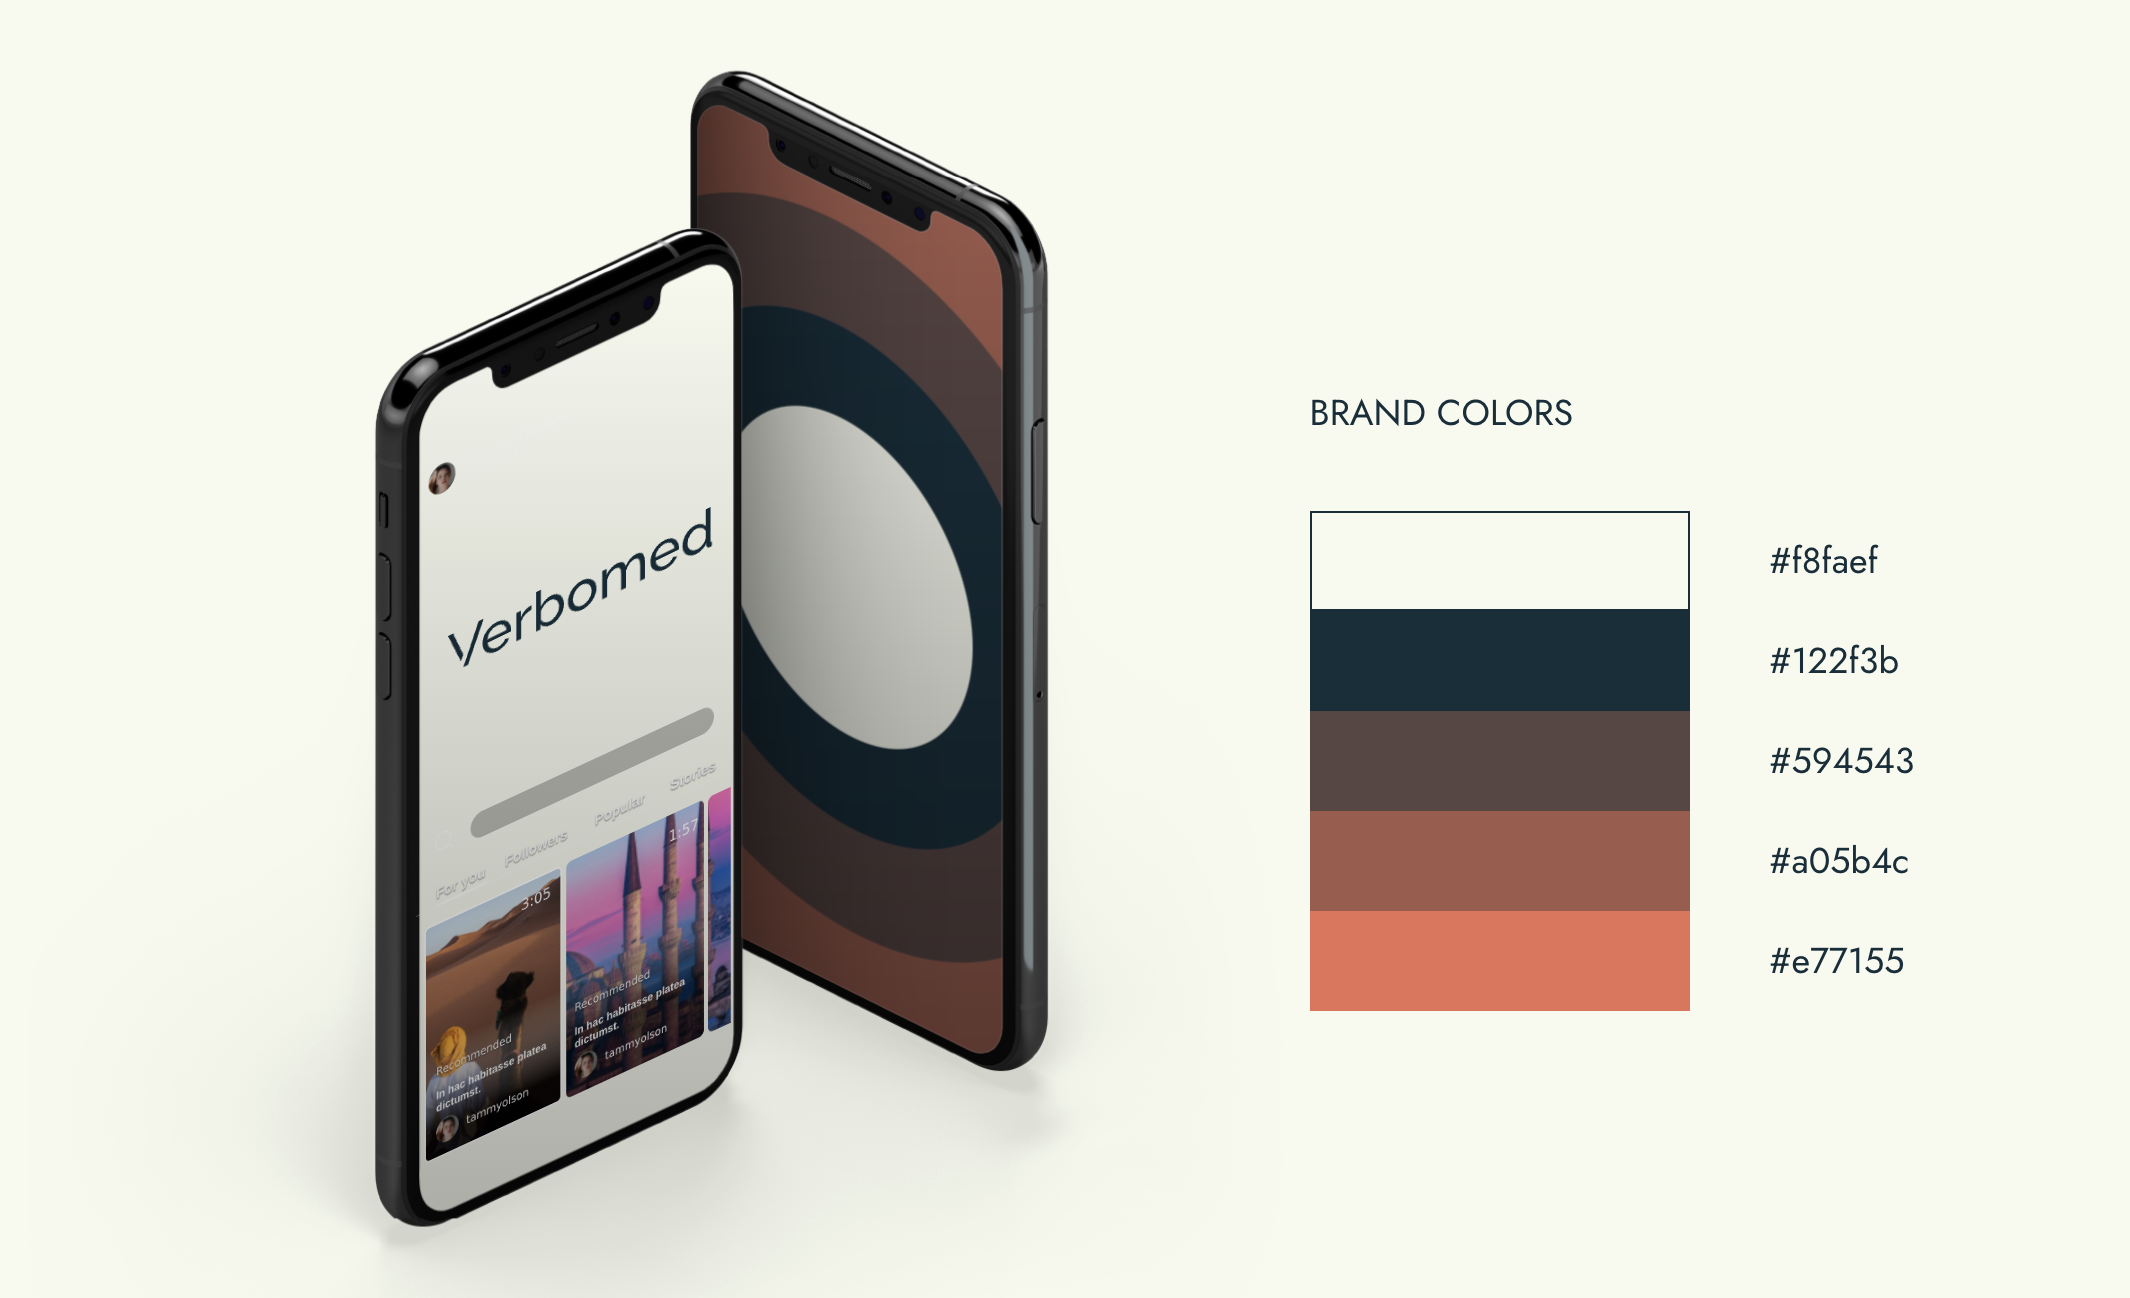 Verbomed
For you Followers Popular Stories
3:05
Recommended
In hac habitasse platea
dictumst.
tammyolson
1:57
Recommended
In hac habitasse platea
dictumst.
tammyolson
BRAND COLORS
#f8faef
#122f3b
#594543
#a05b4c
#e77155